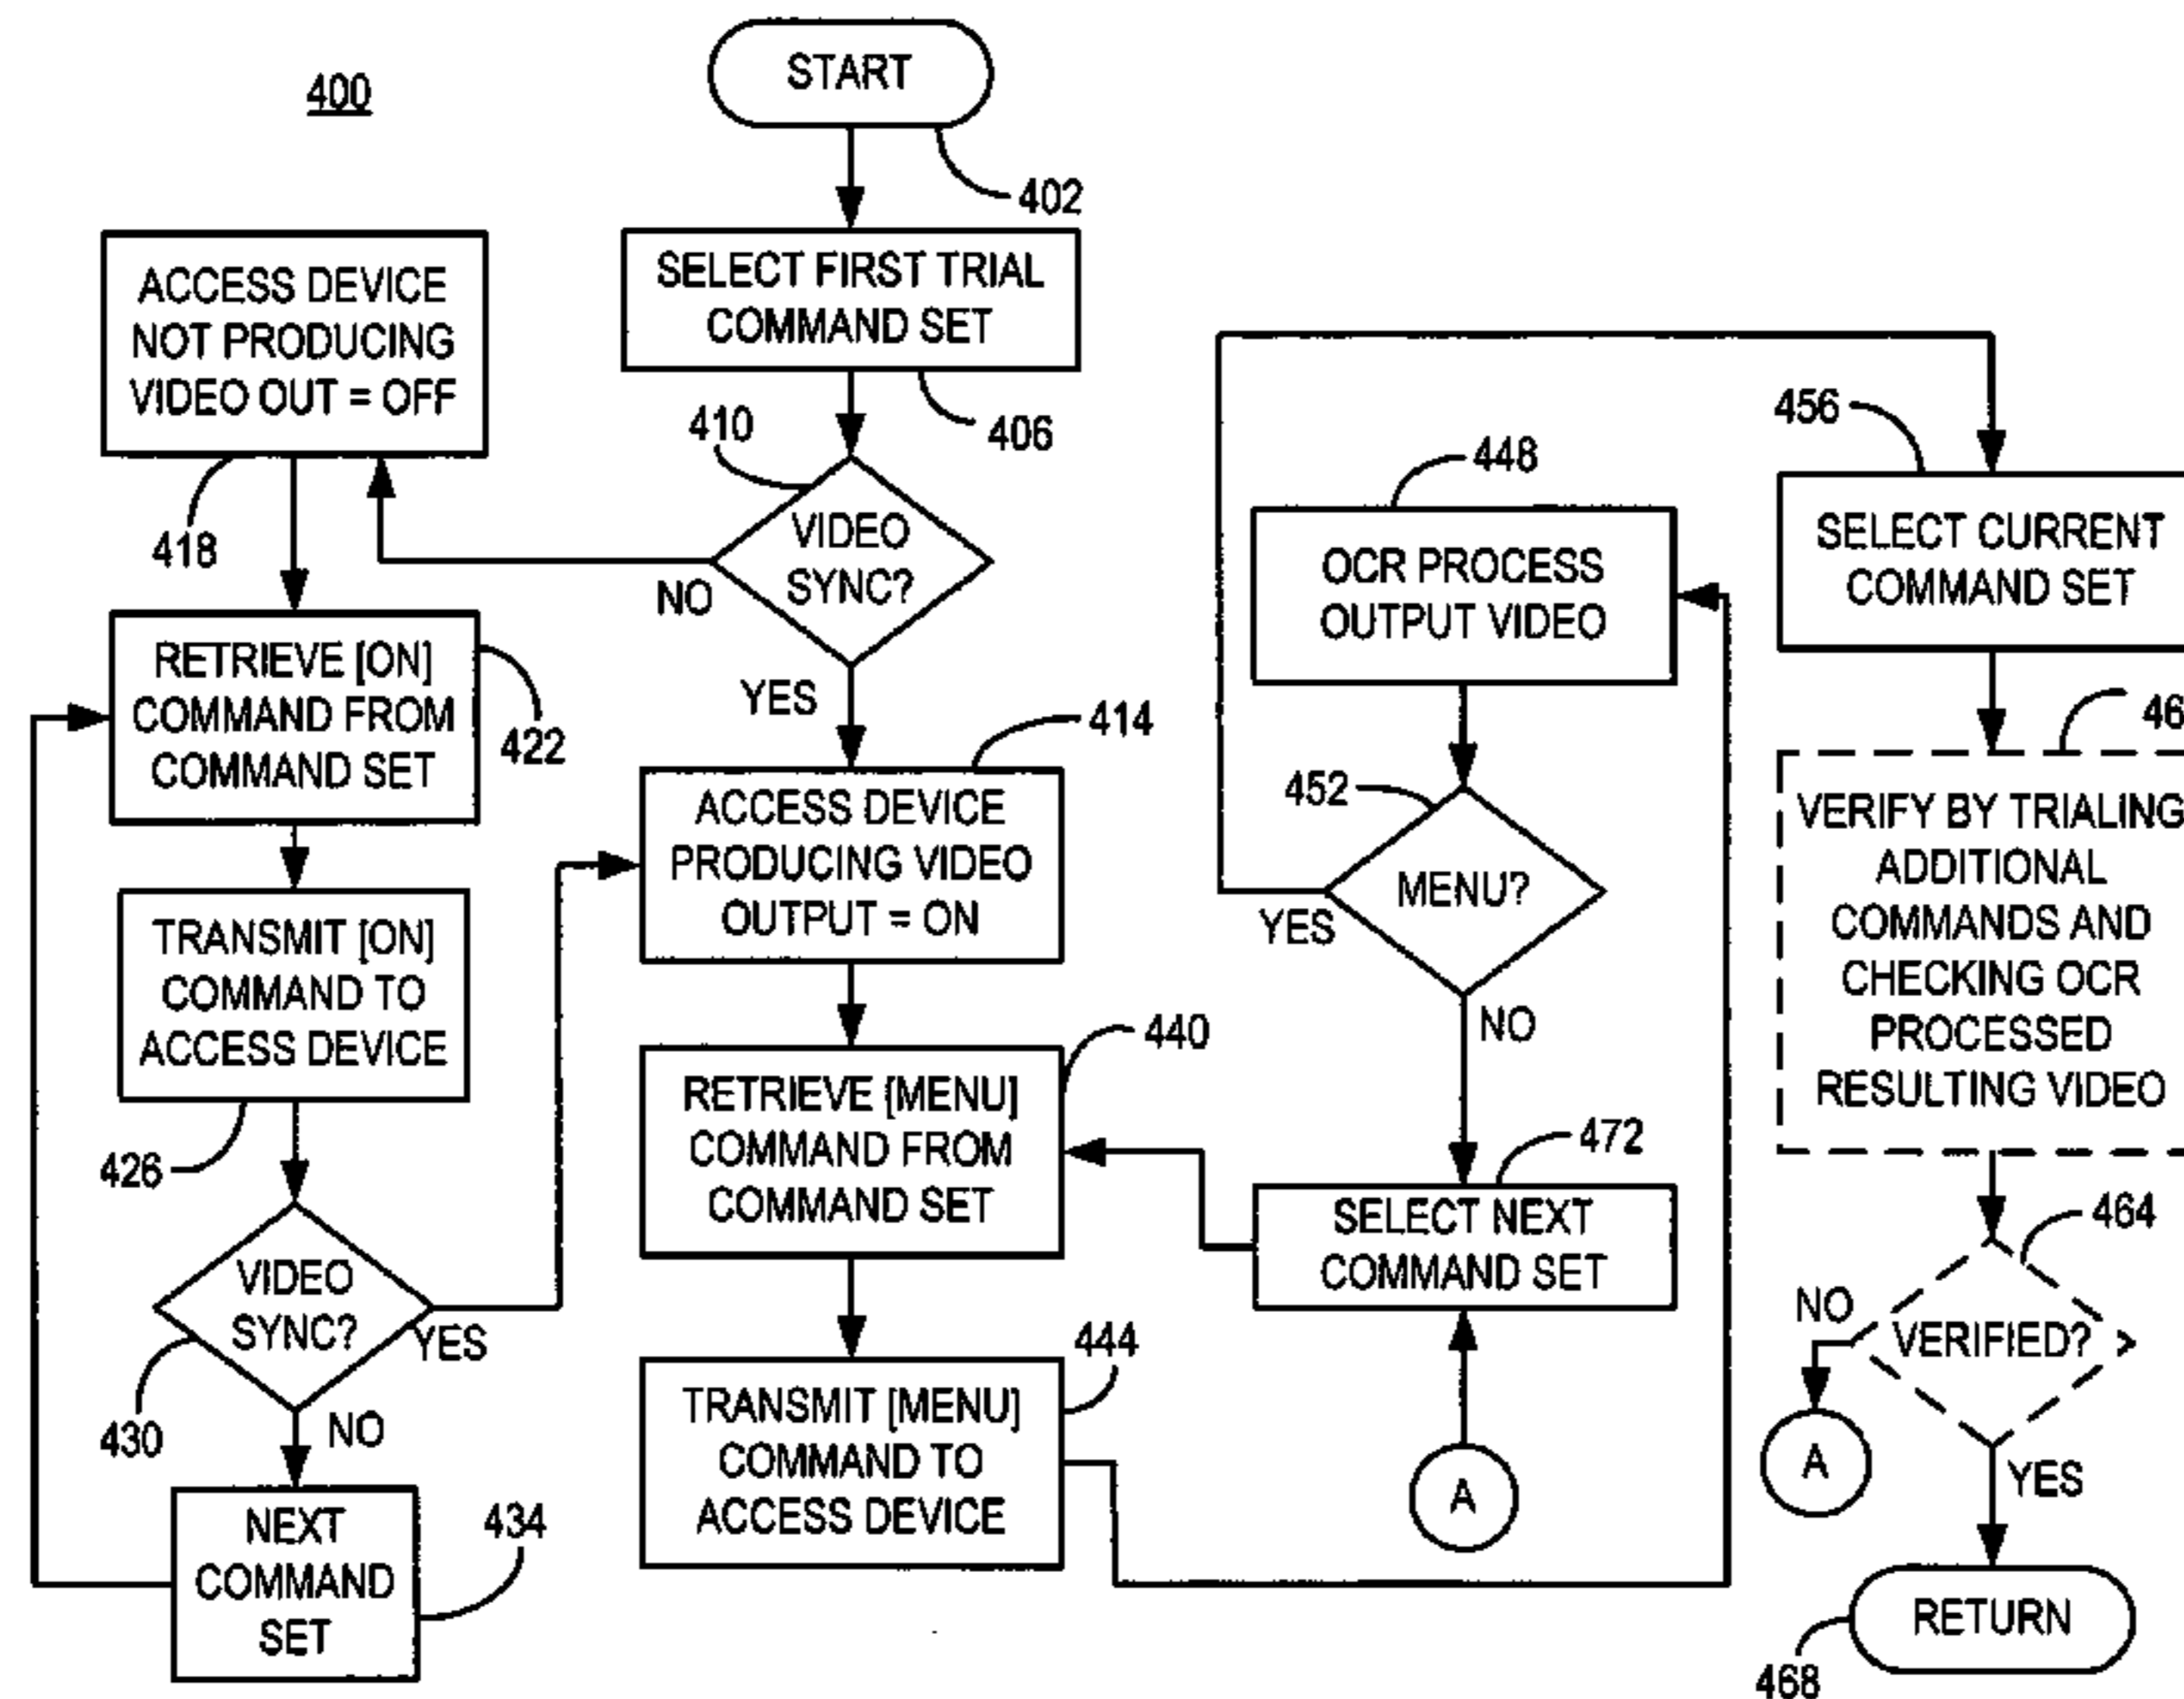 400
START
402
SELECT FIRST TRIAL
COMMAND SET
406
410
VIDEO
SYNC?
NO
YES
ACCESS DEVICE
NOT PRODUCING
VIDEO OUT = OFF
418
RETRIEVE [ON]
COMMAND FROM
COMMAND SET
422
TRANSMIT [ON]
COMMAND TO
ACCESS DEVICE
426
VIDEO
SYNC?
YES
430
NO
NEXT
COMMAND
SET
434
414
ACCESS DEVICE
PRODUCING VIDEO
OUTPUT = ON
440
RETRIEVE [MENU]
COMMAND FROM
COMMAND SET
444
TRANSMIT [MENU]
COMMAND TO
ACCESS DEVICE
448
OCR PROCESS
OUTPUT VIDEO
452
MENU?
YES
NO
472
SELECT NEXT
COMMAND SET
A
456
SELECT CURRENT
COMMAND SET
46
VERIFY BY TRIALING
ADDITIONAL
COMMANDS AND
CHECKING OCR
PROCESSED
RESULTING VIDEO
464
NO
VERIFIED?
A
YES
RETURN
468